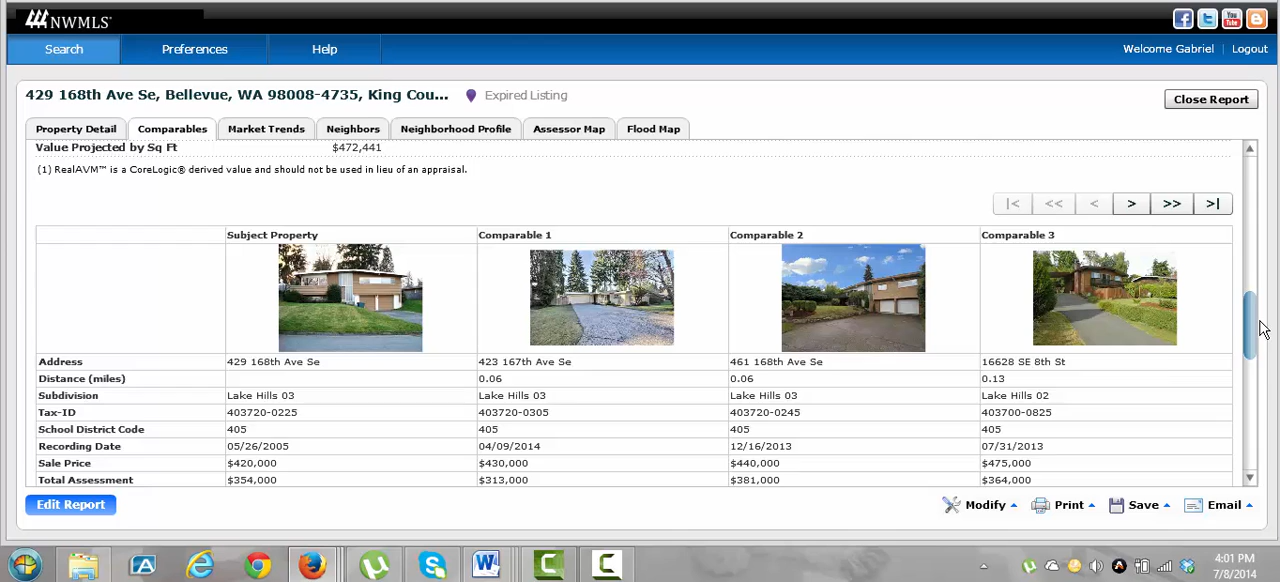 NWMLS
Search Preferences Help Welcome Gabriel | Logout
429 168th Ave Se, Bellevue, WA 98008-4735, King Cou... Expired Listing Close Report
Property Detail Comparables Market Trends Neighbors Neighborhood Profile Assessor Map Flood Map
Value Projected by Sq Ft $472,441
(1) RealAVM™ is a CoreLogic® derived value and should not be used in lieu of an appraisal.
|< << < > >> >|
Subject Property Comparable 1 Comparable 2 Comparable 3
Address 429 168th Ave Se 423 167th Ave Se 461 168th Ave Se 16628 SE 8th St
Distance (miles) 0.06 0.06 0.13
Subdivision Lake Hills 03 Lake Hills 03 Lake Hills 03 Lake Hills 02
Tax-ID 403720-0225 403720-0305 403720-0245 403700-0825
School District Code 405 405 405 405
Recording Date 05/26/2005 04/09/2014 12/16/2013 07/31/2013
Sale Price $420,000 $430,000 $440,000 $475,000
Total Assessment $354,000 $313,000 $381,000 $364,000
Edit Report Modify Print Save Email
4:01 PM
7/8/2014